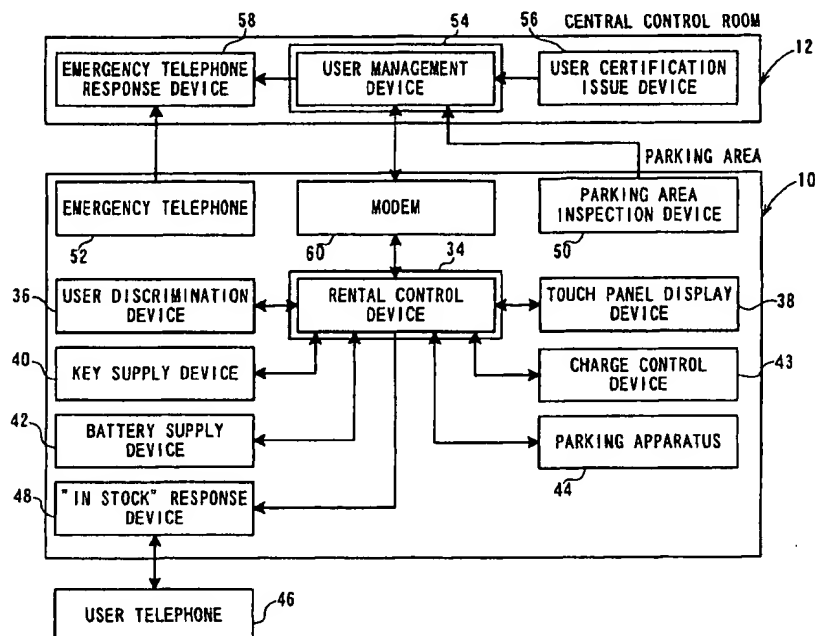 CENTRAL CONTROL ROOM
58
54
56
EMERGENCY TELEPHONE
RESPONSE DEVICE
USER MANAGEMENT
DEVICE
USER CERTIFICATION
ISSUE DEVICE
12
PARKING AREA
EMERGENCY TELEPHONE
MODEM
PARKING AREA
INSPECTION DEVICE
10
52
60
34
50
36
USER DISCRIMINATION
DEVICE
RENTAL CONTROL
DEVICE
TOUCH PANEL DISPLAY
DEVICE
38
40
KEY SUPPLY DEVICE
CHARGE CONTROL
DEVICE
43
42
BATTERY SUPPLY
DEVICE
PARKING APPARATUS
44
48
"IN STOCK" RESPONSE
DEVICE
USER TELEPHONE
46